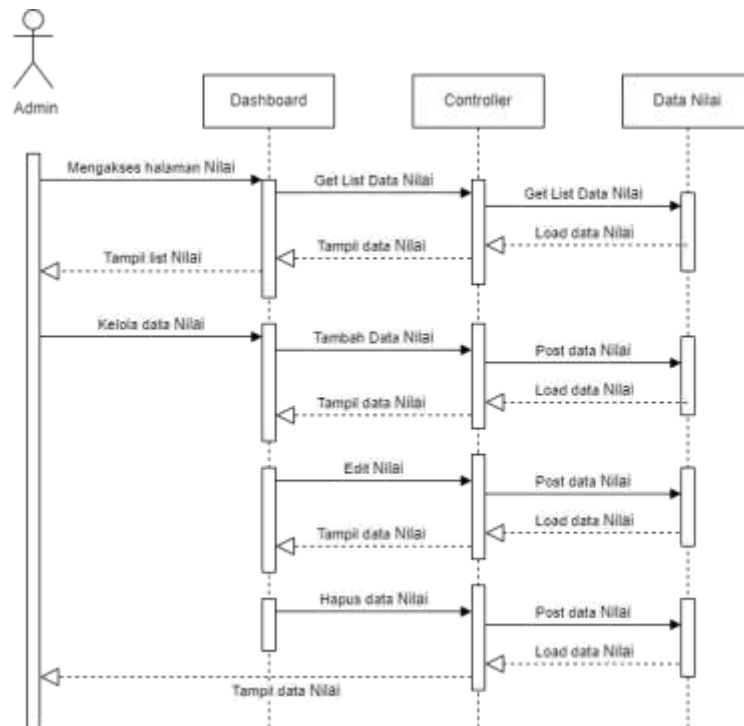 Admin
Dashboard
Controller
Data Nilai
Mengakses halaman Nilai
Get List Data Nilai
Get List Data Nilai
Load data Nilai
Tampil data Nilai
Tampil list Nilai
Kelola data Nilai
Tambah Data Nilai
Post data Nilai
Load data Nilai
Tampil data Nilai
Edit Nilai
Post data Nilai
Load data Nilai
Tampil data Nilai
Hapus data Nilai
Post data Nilai
Load data Nilai
Tampil data Nilai